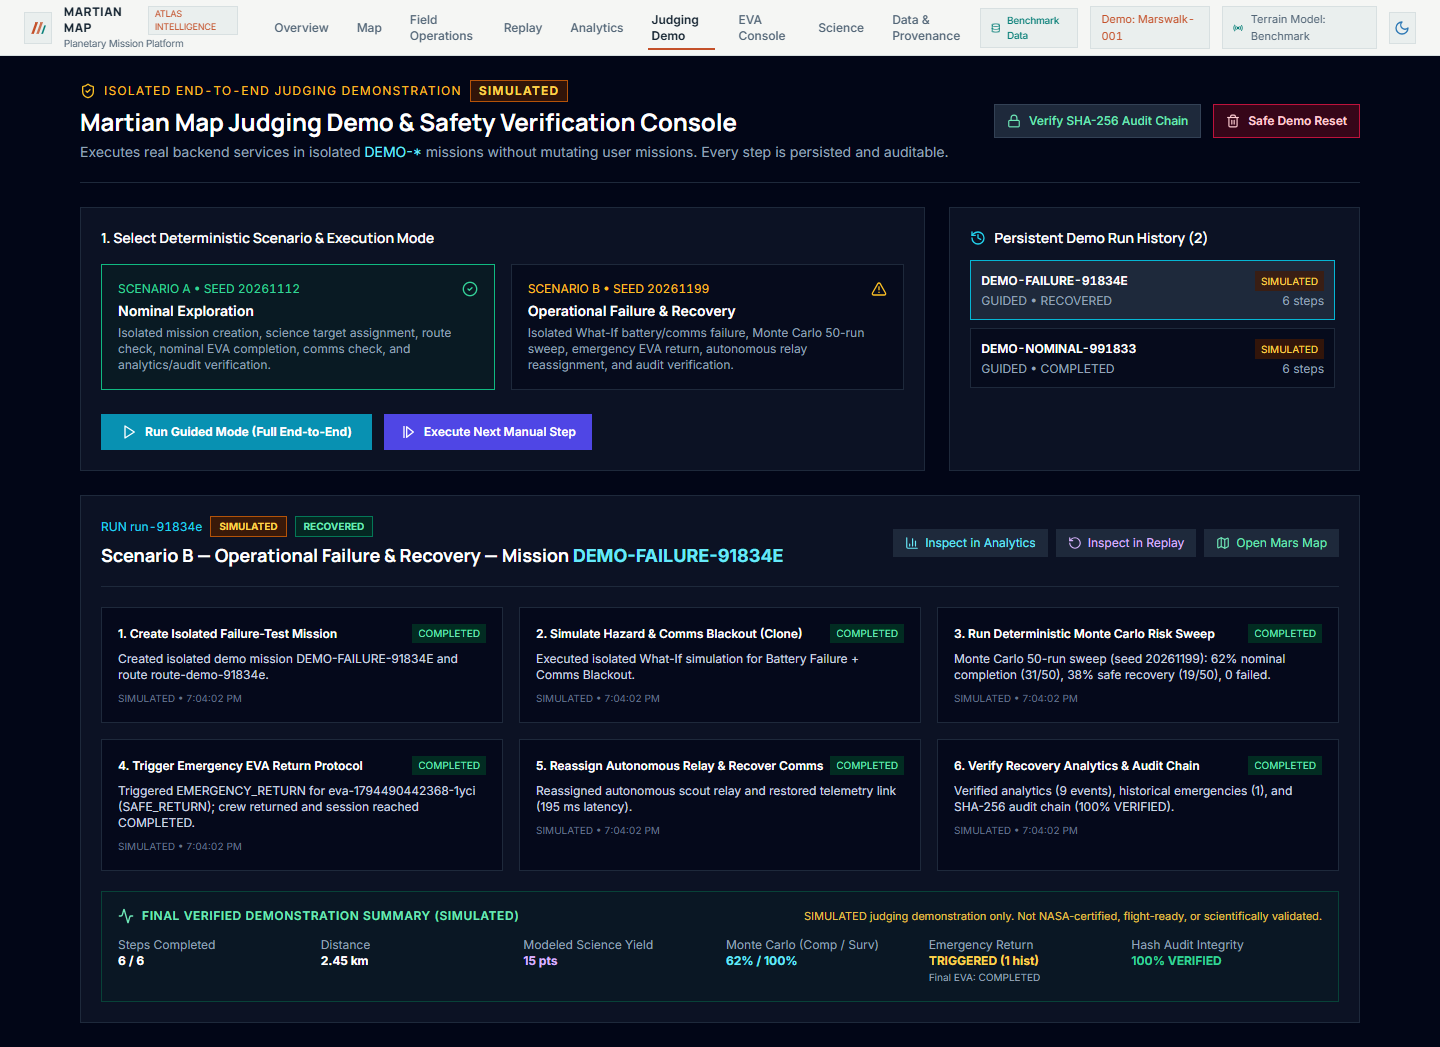 MARTIAN
MAP
ATLAS
INTELLIGENCE
Planetary Mission Platform
Overview
Map
Field
Operations
Replay
Analytics
Judging
Demo
EVA
Console
Science
Data &
Provenance
Benchmark
Data
Demo: Marswalk-
001
Terrain Model:
Benchmark
ISOLATED END-TO-END JUDGING DEMONSTRATION
SIMULATED
Martian Map Judging Demo & Safety Verification Console
Executes real backend services in isolated DEMO-* missions without mutating user missions. Every step is persisted and auditable.
Verify SHA-256 Audit Chain
Safe Demo Reset
1. Select Deterministic Scenario & Execution Mode
SCENARIO A • SEED 20261112
Nominal Exploration
Isolated mission creation, science target assignment, route
check, nominal EVA completion, comms check, and
analytics/audit verification.
SCENARIO B • SEED 20261199
Operational Failure & Recovery
Isolated What-If battery/comms failure, Monte Carlo 50-run
sweep, emergency EVA return, autonomous relay
reassignment, and audit verification.
Run Guided Mode (Full End-to-End)
Execute Next Manual Step
Persistent Demo Run History (2)
DEMO-FAILURE-91834E
SIMULATED
GUIDED • RECOVERED
6 steps
DEMO-NOMINAL-991833
SIMULATED
GUIDED • COMPLETED
6 steps
RUN run-91834e
SIMULATED
RECOVERED
Scenario B — Operational Failure & Recovery — Mission DEMO-FAILURE-91834E
Inspect in Analytics
Inspect in Replay
Open Mars Map
1. Create Isolated Failure-Test Mission
COMPLETED
Created isolated demo mission DEMO-FAILURE-91834E and
route route-demo-91834e.
SIMULATED • 7:04:02 PM
2. Simulate Hazard & Comms Blackout (Clone)
COMPLETED
Executed isolated What-If simulation for Battery Failure +
Comms Blackout.
SIMULATED • 7:04:02 PM
3. Run Deterministic Monte Carlo Risk Sweep
COMPLETED
Monte Carlo 50-run sweep (seed 20261199): 62% nominal
completion (31/50), 38% safe recovery (19/50), 0 failed.
SIMULATED • 7:04:02 PM
4. Trigger Emergency EVA Return Protocol
COMPLETED
Triggered EMERGENCY_RETURN for eva-1794490442368-1yci
(SAFE_RETURN); crew returned and session reached
COMPLETED.
SIMULATED • 7:04:02 PM
5. Reassign Autonomous Relay & Recover Comms
COMPLETED
Reassigned autonomous scout relay and restored telemetry link
(195 ms latency).
SIMULATED • 7:04:02 PM
6. Verify Recovery Analytics & Audit Chain
COMPLETED
Verified analytics (9 events), historical emergencies (1), and
SHA-256 audit chain (100% VERIFIED).
SIMULATED • 7:04:02 PM
FINAL VERIFIED DEMONSTRATION SUMMARY (SIMULATED)
SIMULATED judging demonstration only. Not NASA-certified, flight-ready, or scientifically validated.
Steps Completed
6 / 6
Distance
2.45 km
Modeled Science Yield
15 pts
Monte Carlo (Comp / Surv)
62% / 100%
Emergency Return
TRIGGERED (1 hist)
Final EVA: COMPLETED
Hash Audit Integrity
100% VERIFIED